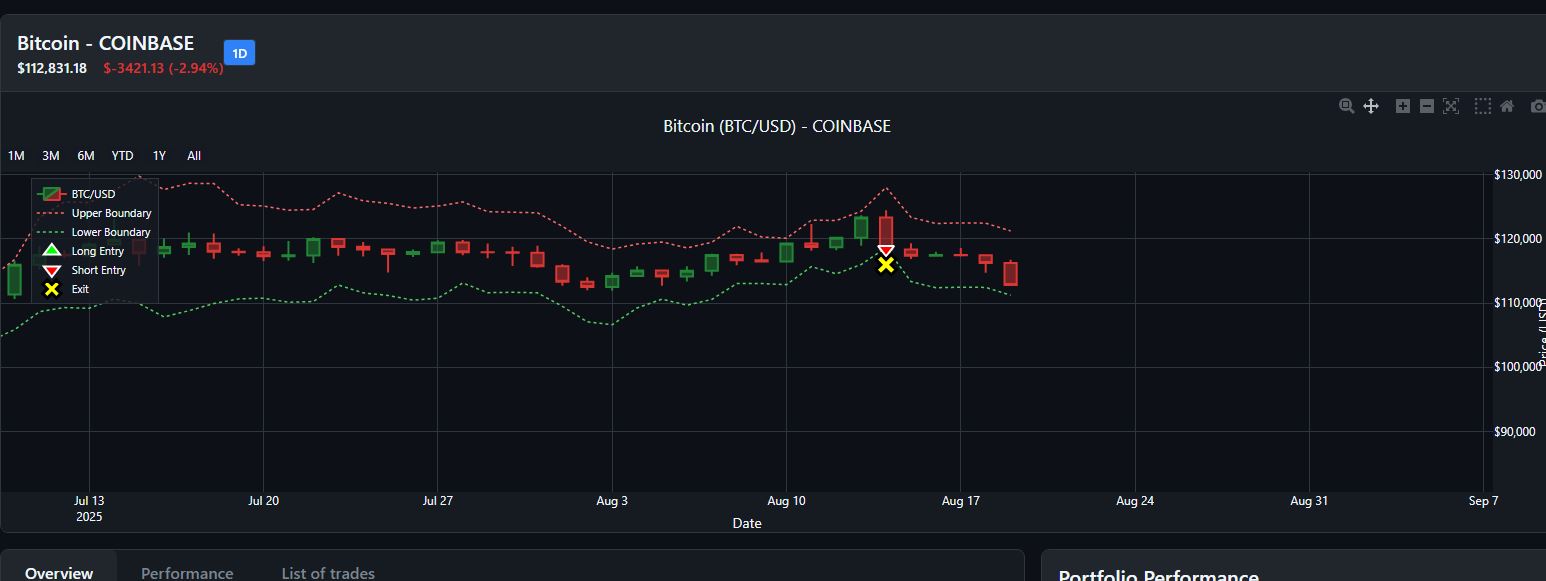 Bitcoin - COINBASE
1D
$112,831.18 $-3421.13 (-2.94%)
Bitcoin (BTC/USD) - COINBASE
1M 3M 6M YTD 1Y All
BTC/USD
Upper Boundary
Lower Boundary
Long Entry
Short Entry
Exit
$130,000
$120,000
$110,000
$100,000
$90,000
Price (USD)
Jul 13 Jul 20 Jul 27 Aug 3 Aug 10 Aug 17 Aug 24 Aug 31 Sep 7
2025
Date
Overview Performance List of trades
Portfolio Performance